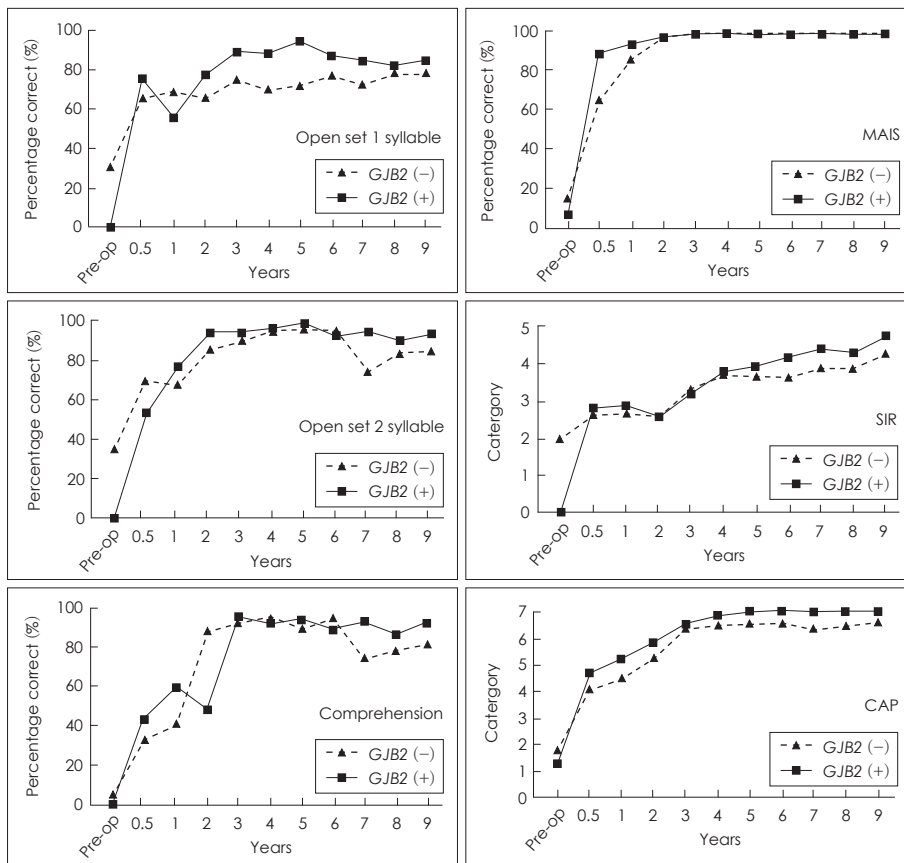 100
80
60
40
20
0
Percentage correct (%)
Open set 1 syllable
GJB2 (−)
GJB2 (+)
Pre-op 0.5 1 2 3 4 5 6 7 8 9
Years
100
80
60
40
20
0
Percentage correct (%)
MAIS
GJB2 (−)
GJB2 (+)
Pre-op 0.5 1 2 3 4 5 6 7 8 9
Years
100
80
60
40
20
0
Percentage correct (%)
Open set 2 syllable
GJB2 (−)
GJB2 (+)
Pre-op 0.5 1 2 3 4 5 6 7 8 9
Years
5
4
3
2
1
0
Catergory
SIR
GJB2 (−)
GJB2 (+)
Pre-op 0.5 1 2 3 4 5 6 7 8 9
Years
100
80
60
40
20
0
Percentage correct (%)
Comprehension
GJB2 (−)
GJB2 (+)
Pre-op 0.5 1 2 3 4 5 6 7 8 9
Years
7
6
5
4
3
2
1
0
Catergory
CAP
GJB2 (−)
GJB2 (+)
Pre-op 0.5 1 2 3 4 5 6 7 8 9
Years